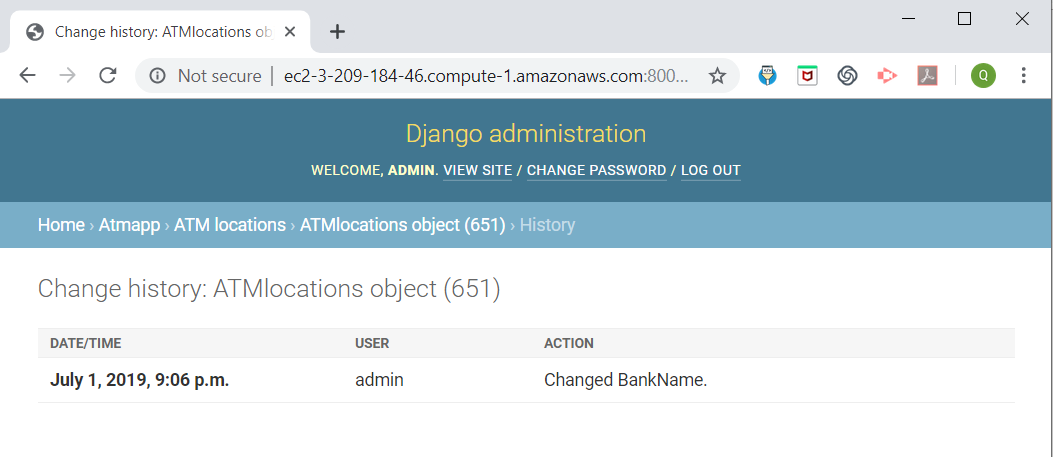 Change history: ATMlocations ob
Not secure | ec2-3-209-184-46.compute-1.amazonaws.com:800...
Q
Django administration
WELCOME, ADMIN. VIEW SITE / CHANGE PASSWORD / LOG OUT
Home › Atmapp › ATM locations › ATMlocations object (651) › History
Change history: ATMlocations object (651)
DATE/TIME USER ACTION
July 1, 2019, 9:06 p.m. admin Changed BankName.